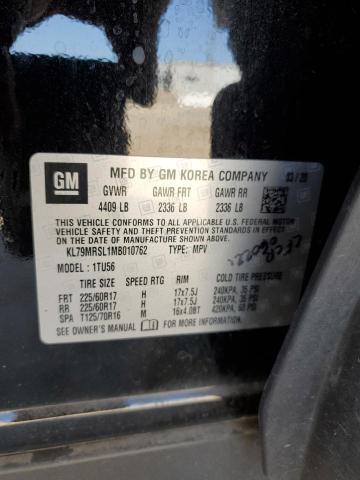 GM
MFD BY GM KOREA COMPANY 03/20
GVWR GAWR FRT GAWR RR
4409 LB 2336 LB 2336 LB
THIS VEHICLE CONFORMS TO ALL APPLICABLE U.S. FEDERAL MOTOR
VEHICLE SAFETY AND THEFT PREVENTION STANDARDS IN EFFECT ON
THE DATE OF MANUFACTURE SHOWN ABOVE.
KL79MRSL1MB010762 TYPE: MPV
MODEL: 1TU56
TIRE SIZE SPEED RTG RIM COLD TIRE PRESSURE
FRT 225/60R17 H 17x7.5J 240KPA, 35 PSI
RR 225/60R17 H 17x7.5J 240KPA, 35 PSI
SPA T125/70R16 M 16x4.0BT 420KPA, 60 PSI
SEE OWNER'S MANUAL FOR ADDITIONAL INFORMATION